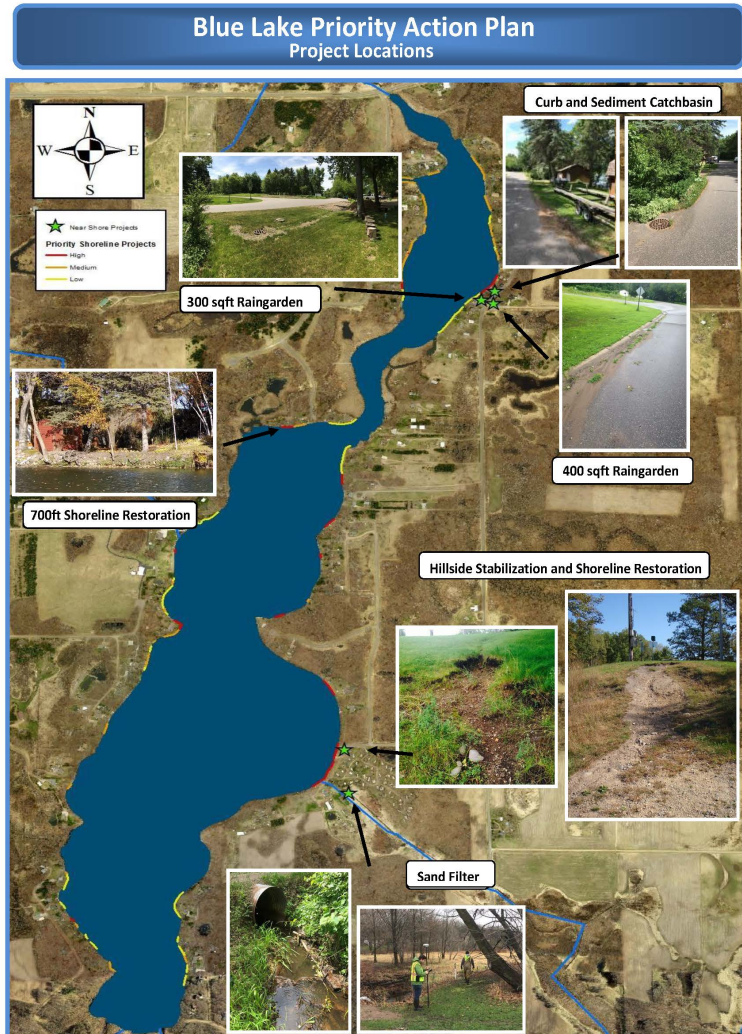 Blue Lake Priority Action Plan
Project Locations
Curb and Sediment Catchbasin
N
W E
S
Near Shore Projects
Priority Shoreline Projects
High
Medium
Low
300 sqft Raingarden
400 sqft Raingarden
700ft Shoreline Restoration
Hillside Stabilization and Shoreline Restoration
Sand Filter